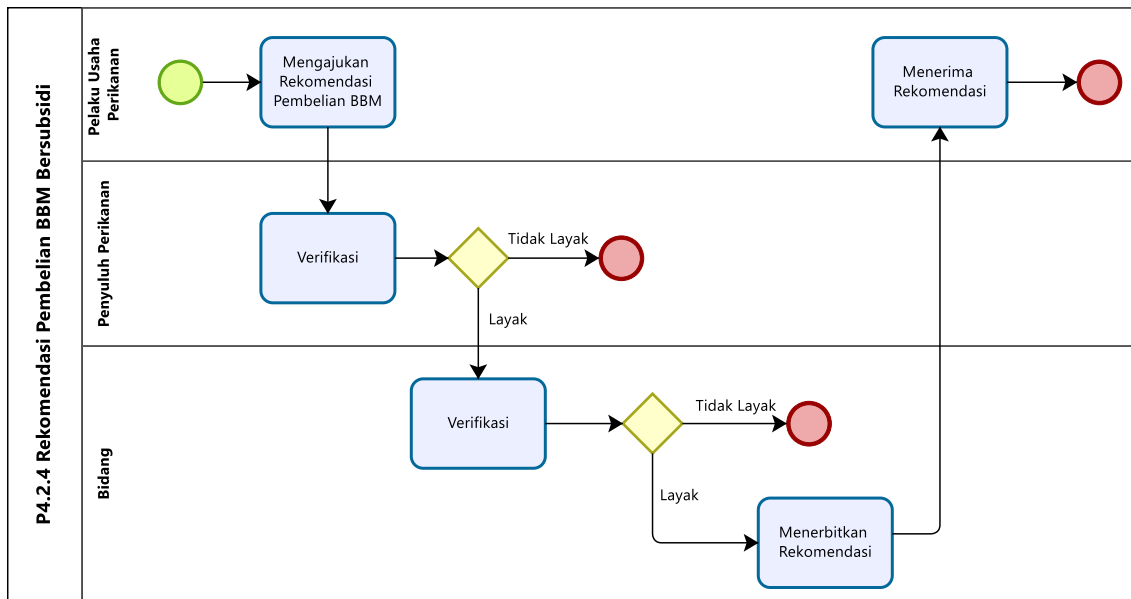 P4.2.4 Rekomendasi Pembelian BBM Bersubsidi
Pelaku Usaha
Perikanan
Mengajukan
Rekomendasi
Pembelian BBM
Menerima
Rekomendasi
Penyuluh Perikanan
Verifikasi
Tidak Layak
Layak
Bidang
Verifikasi
Tidak Layak
Layak
Menerbitkan
Rekomendasi